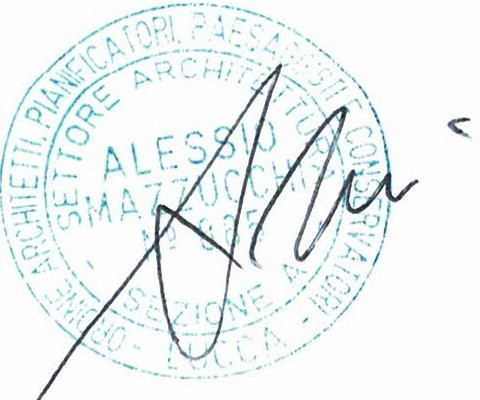 ORDINE ARCHITETTI, PIANIFICATORI, PAESAGGISTI E CONSERVATORI - LUCCA -
SETTORE ARCHITETTURA
ALESSIO
MAZZUCCHI
N°
- SEZIONE A